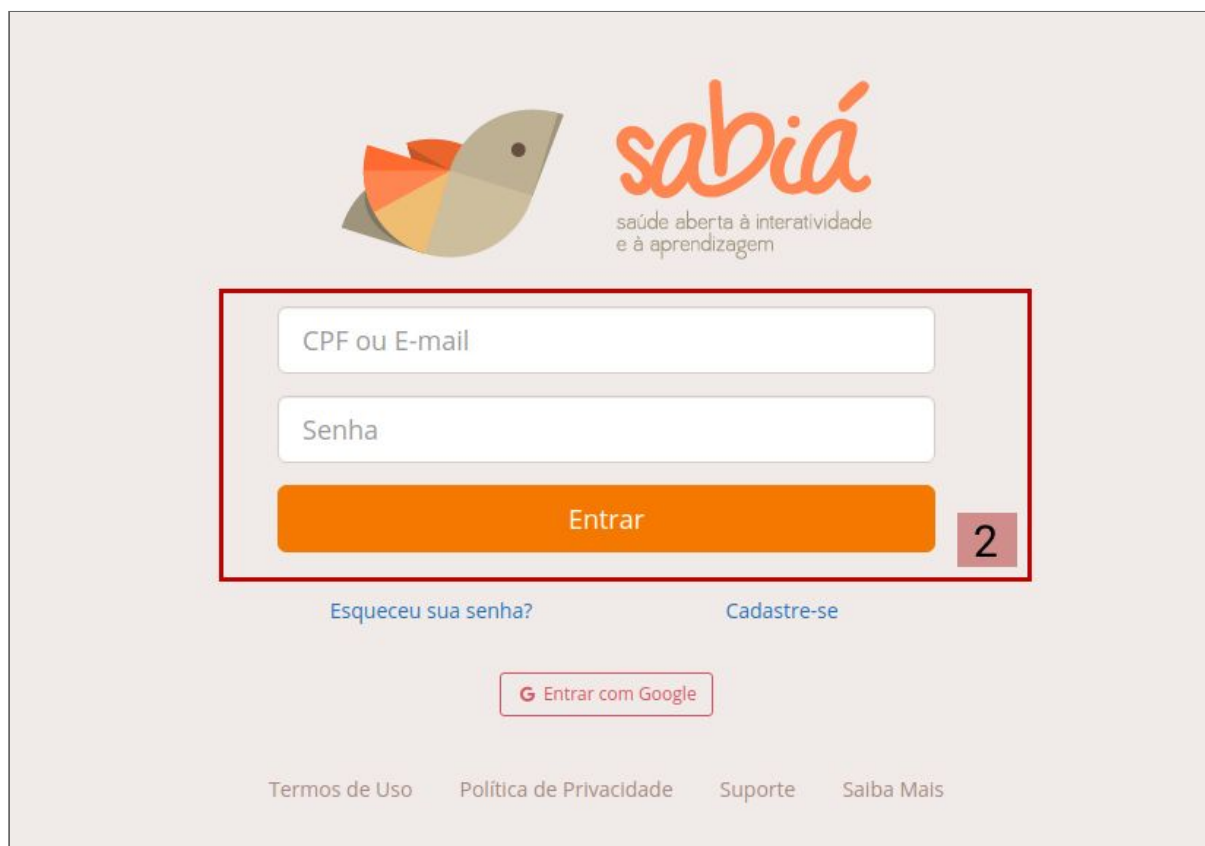 sabiá
saúde aberta à interatividade
e à aprendizagem
CPF ou E-mail
Senha
Entrar
2
Esqueceu sua senha? Cadastre-se
G Entrar com Google
Termos de Uso Política de Privacidade Suporte Saiba Mais